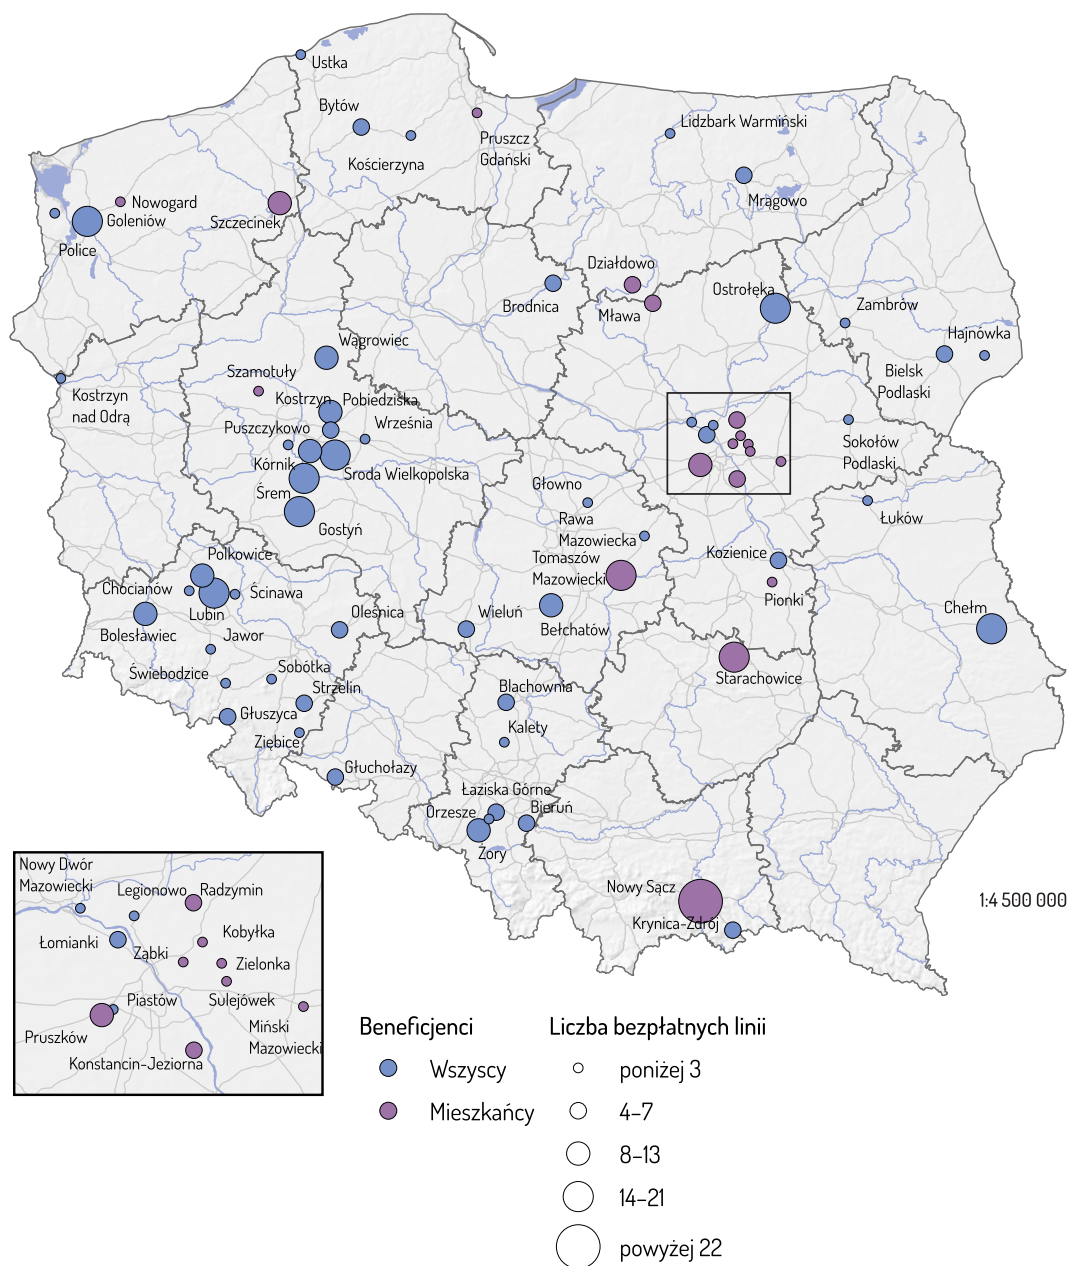 Ustka
Bytów
Kościerzyna
Pruszcz
Gdański
Lidzbark Warmiński
Mrągowo
Nowogard
Goleniów
Szczecinek
Police
Działdowo
Brodnica
Mława
Ostrołęka
Zambrów
Hajnówka
Bielsk
Podlaski
Wągrowiec
Szamotuły
Kostrzyn
nad Odrą
Kostrzyn
Pobiedziska
Puszczykowo
Września
Kórnik
Środa Wielkopolska
Śrem
Gostyń
Sokołów
Podlaski
Łuków
Głowno
Rawa
Mazowiecka
Tomaszów
Mazowiecki
Kozienice
Pionki
Polkowice
Chocianów
Ścinawa
Lubin
Bolesławiec
Jawor
Oleśnica
Wieluń
Bełchatów
Chełm
Świebodzice
Sobótka
Strzelin
Głuszyca
Ziębice
Starachowice
Blachownia
Kalety
Głuchołazy
Łaziska Górne
Orzesze
Bieruń
Żory
Nowy Sącz
Krynica-Zdrój
1:4 500 000
Nowy Dwór
Mazowiecki
Legionowo
Radzymin
Łomianki
Ząbki
Kobyłka
Zielonka
Sulejówek
Piastów
Pruszków
Miński
Mazowiecki
Konstancin-Jeziorna
Beneficjenci
Wszyscy
Mieszkańcy
Liczba bezpłatnych linii
poniżej 3
4–7
8–13
14–21
powyżej 22